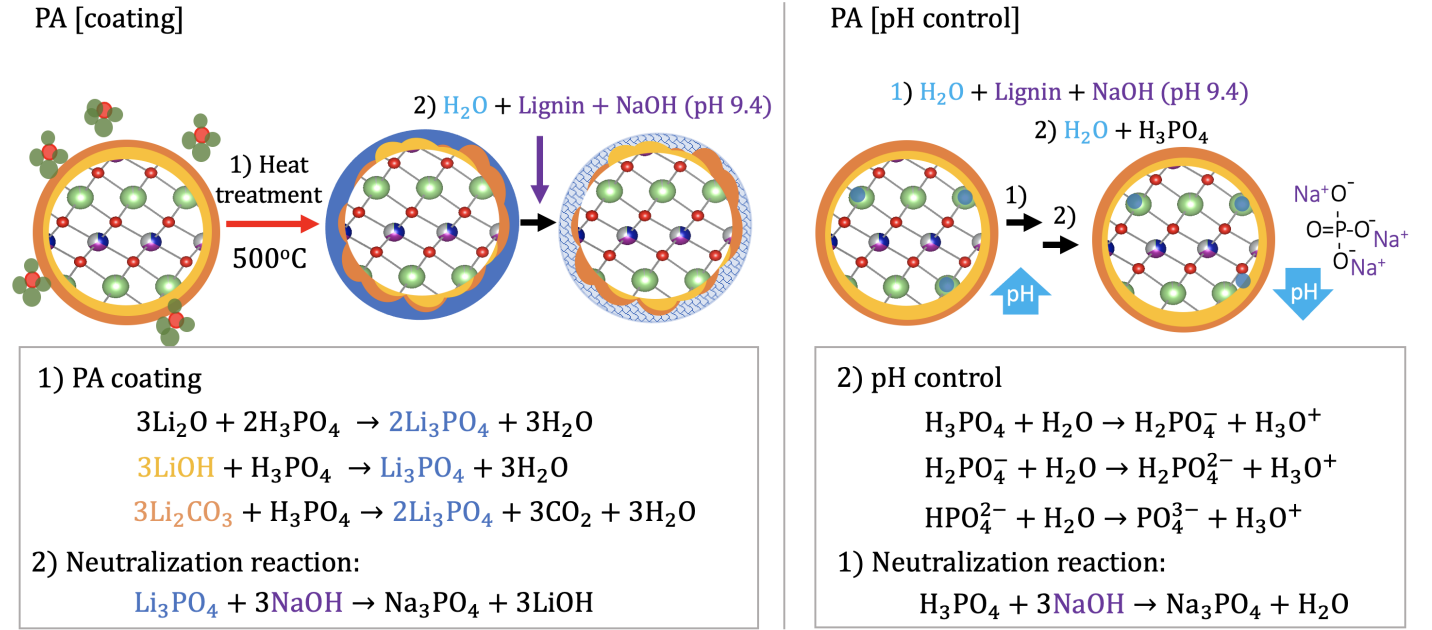 PA [coating]
2) H₂O + Lignin + NaOH (pH 9.4)
1) Heat
treatment
500ºC
1) PA coating
3Li₂O + 2H₃PO₄ → 2Li₃PO₄ + 3H₂O
3LiOH + H₃PO₄ → Li₃PO₄ + 3H₂O
3Li₂CO₃ + H₃PO₄ → 2Li₃PO₄ + 3CO₂ + 3H₂O
2) Neutralization reaction:
Li₃PO₄ + 3NaOH → Na₃PO₄ + 3LiOH
PA [pH control]
1) H₂O + Lignin + NaOH (pH 9.4)
2) H₂O + H₃PO₄
1)
2)
pH
Na⁺O⁻
O=P-O⁻
Na⁺
O⁻
Na⁺
pH
2) pH control
H₃PO₄ + H₂O → H₂PO₄⁻ + H₃O⁺
H₂PO₄⁻ + H₂O → H₂PO₄²⁻ + H₃O⁺
HPO₄²⁻ + H₂O → PO₄³⁻ + H₃O⁺
1) Neutralization reaction:
H₃PO₄ + 3NaOH → Na₃PO₄ + H₂O